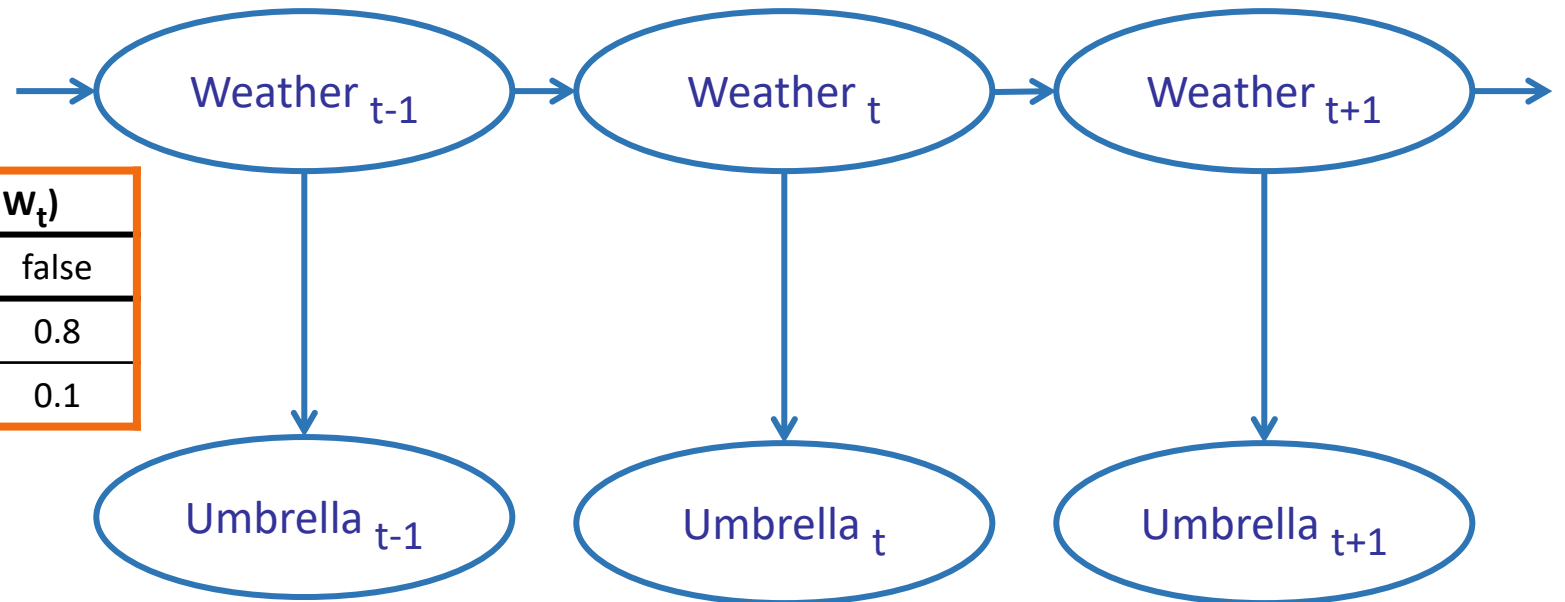 Weather t-1
Weather t
Weather t+1
Wt)
false
0.8
0.1
Umbrella t-1
Umbrella t
Umbrella t+1